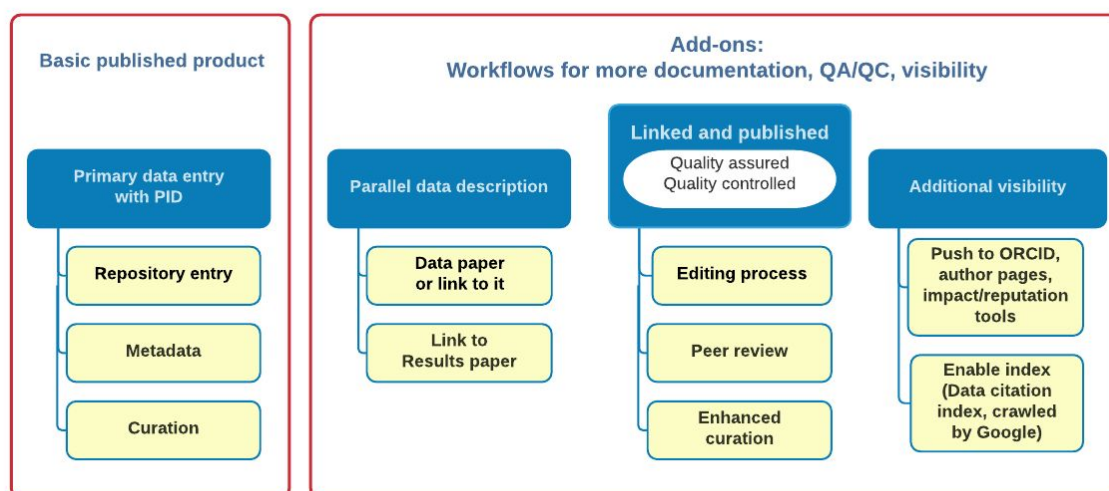 Basic published product
Primary data entry
with PID
Repository entry
Metadata
Curation
Add-ons:
Workflows for more documentation, QA/QC, visibility
Parallel data description
Data paper
or link to it
Link to
Results paper
Linked and published
Quality assured
Quality controlled
Editing process
Peer review
Enhanced
curation
Additional visibility
Push to ORCID,
author pages,
impact/reputation
tools
Enable index
(Data citation
index, crawled
by Google)